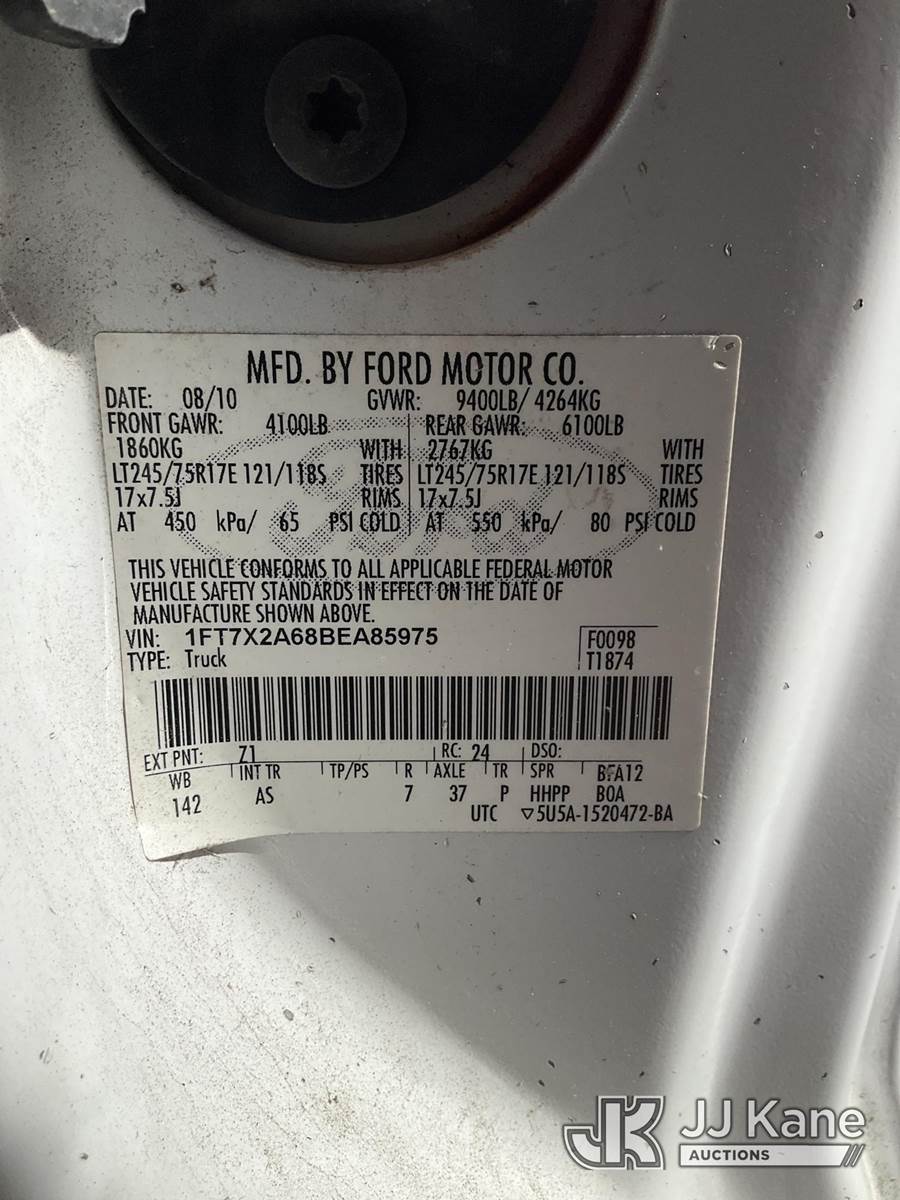 MFD. BY FORD MOTOR CO.
DATE: 08/10 GVWR: 9400LB/ 4264KG
FRONT GAWR: 4100LB REAR GAWR: 6100LB
1860KG WITH 2767KG WITH
LT245/75R17E 121/118S TIRES LT245/75R17E 121/118S TIRES
17x7.5J RIMS 17x7.5J RIMS
AT 450 kPa/ 65 PSI COLD AT 550 kPa/ 80 PSI COLD
THIS VEHICLE CONFORMS TO ALL APPLICABLE FEDERAL MOTOR
VEHICLE SAFETY STANDARDS IN EFFECT ON THE DATE OF
MANUFACTURE SHOWN ABOVE.
VIN: 1FT7X2A68BEA85975 F0098
TYPE: Truck T1874
EXT PNT: Z1 RC: 24 DSO:
WB INT TR TP/PS R AXLE TR SPR BFA12
142 AS 7 37 P HHPP BOA
UTC ▽5U5A-1520472-BA
JK JJ Kane
AUCTIONS